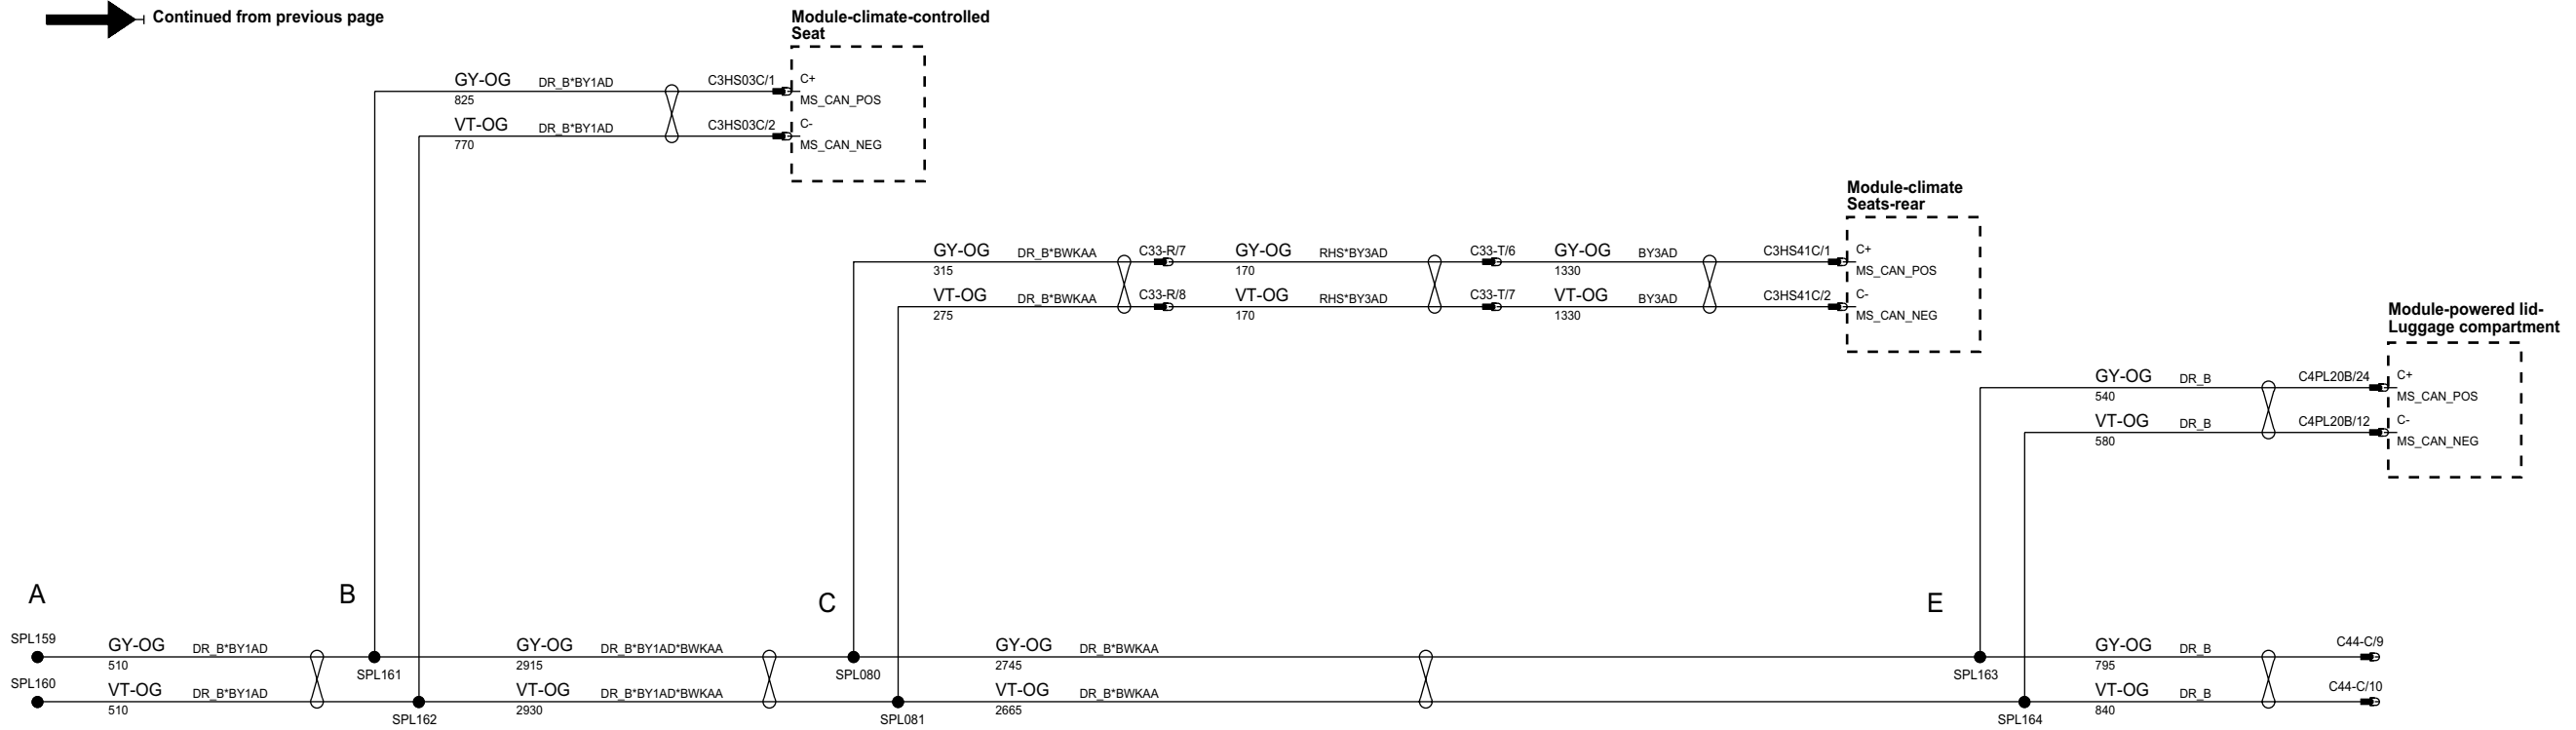 Continued from previous page
Module-climate-controlled
Seat
GY-OG
DR_B*BY1AD
C3HS03C/1
C+
825
MS_CAN_POS
VT-OG
DR_B*BY1AD
C3HS03C/2
C-
770
MS_CAN_NEG
Module-climate
Seats-rear
GY-OG
DR_B*BWKAA
C33-R/7
GY-OG
RHS*BY3AD
C33-T/6
GY-OG
BY3AD
C3HS41C/1
C+
315
170
1330
MS_CAN_POS
VT-OG
DR_B*BWKAA
C33-R/8
VT-OG
RHS*BY3AD
C33-T/7
VT-OG
BY3AD
C3HS41C/2
C-
275
170
1330
MS_CAN_NEG
Module-powered lid-
Luggage compartment
GY-OG
DR_B
C4PL20B/24
C+
540
MS_CAN_POS
VT-OG
DR_B
C4PL20B/12
C-
580
MS_CAN_NEG
A
B
C
E
SPL159
GY-OG
DR_B*BY1AD
GY-OG
DR_B*BY1AD*BWKAA
GY-OG
DR_B*BWKAA
GY-OG
DR_B
C44-C/9
510
SPL161
2915
SPL080
2745
SPL163
795
SPL160
VT-OG
DR_B*BY1AD
VT-OG
DR_B*BY1AD*BWKAA
VT-OG
DR_B*BWKAA
VT-OG
DR_B
C44-C/10
510
SPL162
2930
SPL081
2665
SPL164
840